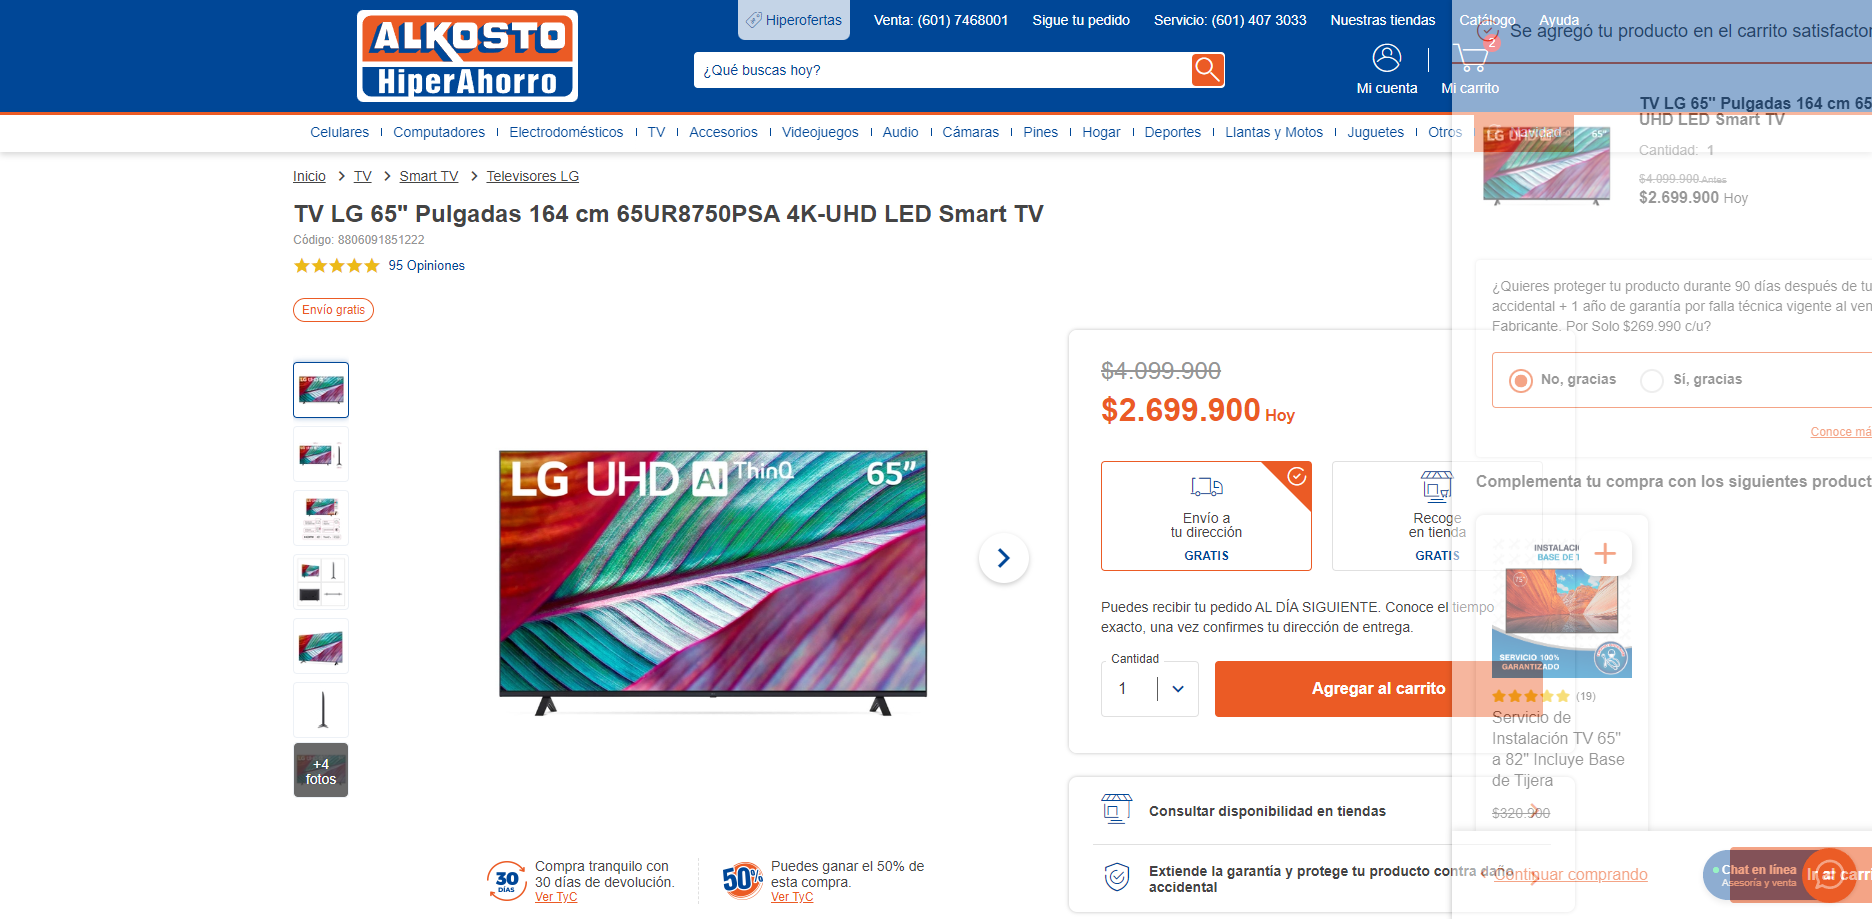 ALKOSTO
HiperAhorro
Hiperofertas
Venta: (601) 7468001
Sigue tu pedido
Servicio: (601) 407 3033
Nuestras tiendas
Catálogo
Ayuda
¿Qué buscas hoy?
Mi cuenta
2
Mi carrito
Celulares
Computadores
Electrodomésticos
TV
Accesorios
Videojuegos
Audio
Cámaras
Pines
Hogar
Deportes
Llantas y Motos
Juguetes
Otros
Navidad
Inicio > TV > Smart TV > Televisores LG
TV LG 65" Pulgadas 164 cm 65UR8750PSA 4K-UHD LED Smart TV
Código: 8806091851222
95 Opiniones
Envío gratis
+4
fotos
LG UHD AI ThinQ 65"
Compra tranquilo con
30 días de devolución.
Ver TyC
30
DÍAS
50%
Puedes ganar el 50% de
esta compra.
Ver TyC
$4.099.900
$2.699.900 Hoy
Envío a
tu dirección
GRATIS
Recoge
en tienda
GRATIS
Puedes recibir tu pedido AL DÍA SIGUIENTE. Conoce el tiempo
exacto, una vez confirmes tu dirección de entrega.
Cantidad
1
Agregar al carrito
Consultar disponibilidad en tiendas
Extiende la garantía y protege tu producto contra daño
accidental
Se agregó tu producto en el carrito
TV LG 65" Pulgadas 164 cm 65
UHD LED Smart TV
LG UHD 65"
Cantidad: 1
$4.099.900 Antes
$2.699.900 Hoy
¿Quieres proteger tu producto durante 90 días después de tu
accidental + 1 año de garantía por falla técnica vigente al
Fabricante. Por Solo $269.990 c/u?
No, gracias
Sí, gracias
Conoce
Complementa tu compra con los siguientes
BASE DE
75"
SERVICIO 100%
GARANTIZADO
(19)
Servicio de
Instalación TV 65"
a 82" Incluye Base
de Tijera
$320.900
Continuar comprando
Chat en línea
Asesoría y venta
Ir al